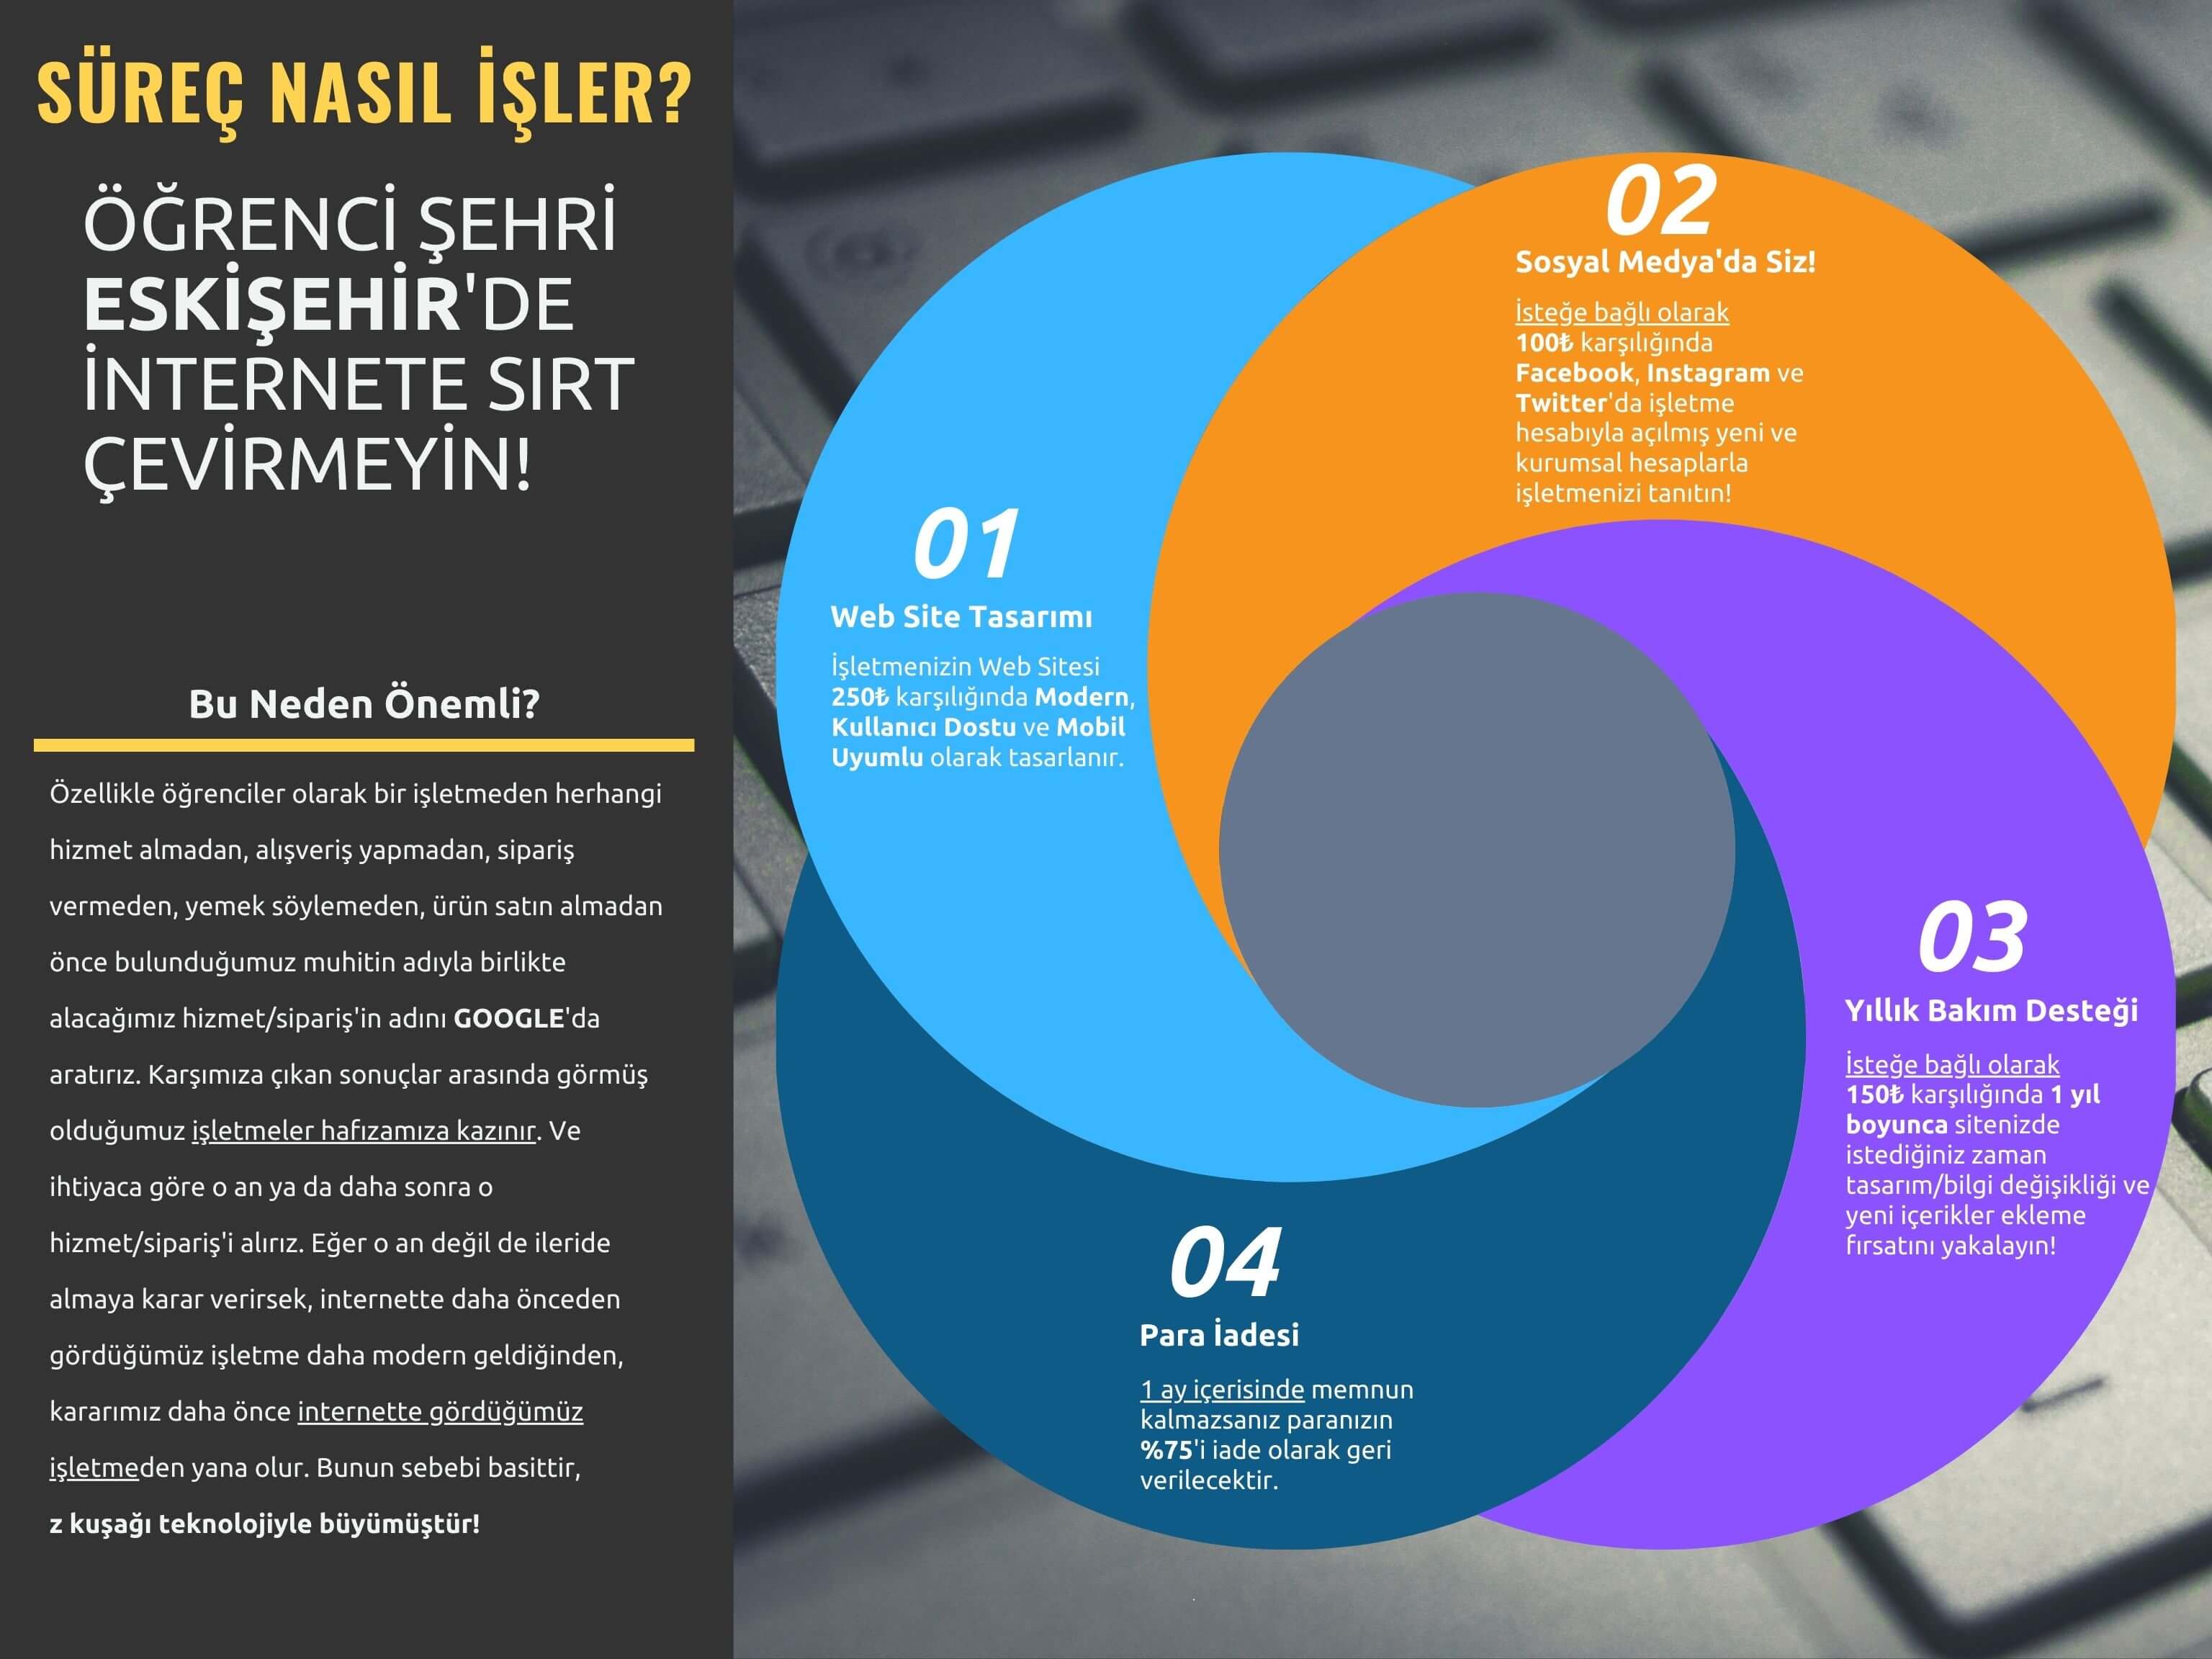 SÜREÇ NASIL İŞLER?
ÖĞRENCİ ŞEHRİ
ESKİŞEHİR'DE
İNTERNETE SIRT
ÇEVİRMEYİN!
Bu Neden Önemli?
Özellikle öğrenciler olarak bir işletmeden herhangi
hizmet almadan, alışveriş yapmadan, sipariş
vermeden, yemek söylemeden, ürün satın almadan
önce bulunduğumuz muhitin adıyla birlikte
alacağımız hizmet/sipariş'in adını GOOGLE'da
aratırız. Karşımıza çıkan sonuçlar arasında görmüş
olduğumuz işletmeler hafızamıza kazınır. Ve
ihtiyaca göre o an ya da daha sonra o
hizmet/sipariş'i alırız. Eğer o an değil de ileride
almaya karar verirsek, internette daha önceden
gördüğümüz işletme daha modern geldiğinden,
kararımız daha önce internette gördüğümüz
işletmeden yana olur. Bunun sebebi basittir,
z kuşağı teknolojiyle büyümüştür!
01
Web Site Tasarımı
İşletmenizin Web Sitesi
250₺ karşılığında Modern,
Kullanıcı Dostu ve Mobil
Uyumlu olarak tasarlanır.
02
Sosyal Medya'da Siz!
İsteğe bağlı olarak
100₺ karşılığında
Facebook, Instagram ve
Twitter'da işletme
hesabıyla açılmış yeni ve
kurumsal hesaplarla
işletmenizi tanıtın!
03
Yıllık Bakım Desteği
İsteğe bağlı olarak
150₺ karşılığında 1 yıl
boyunca sitenizde
istediğiniz zaman
tasarım/bilgi değişikliği ve
yeni içerikler ekleme
fırsatını yakalayın!
04
Para İadesi
1 ay içerisinde memnun
kalmazsanız paranızın
%75'i iade olarak geri
verilecektir.